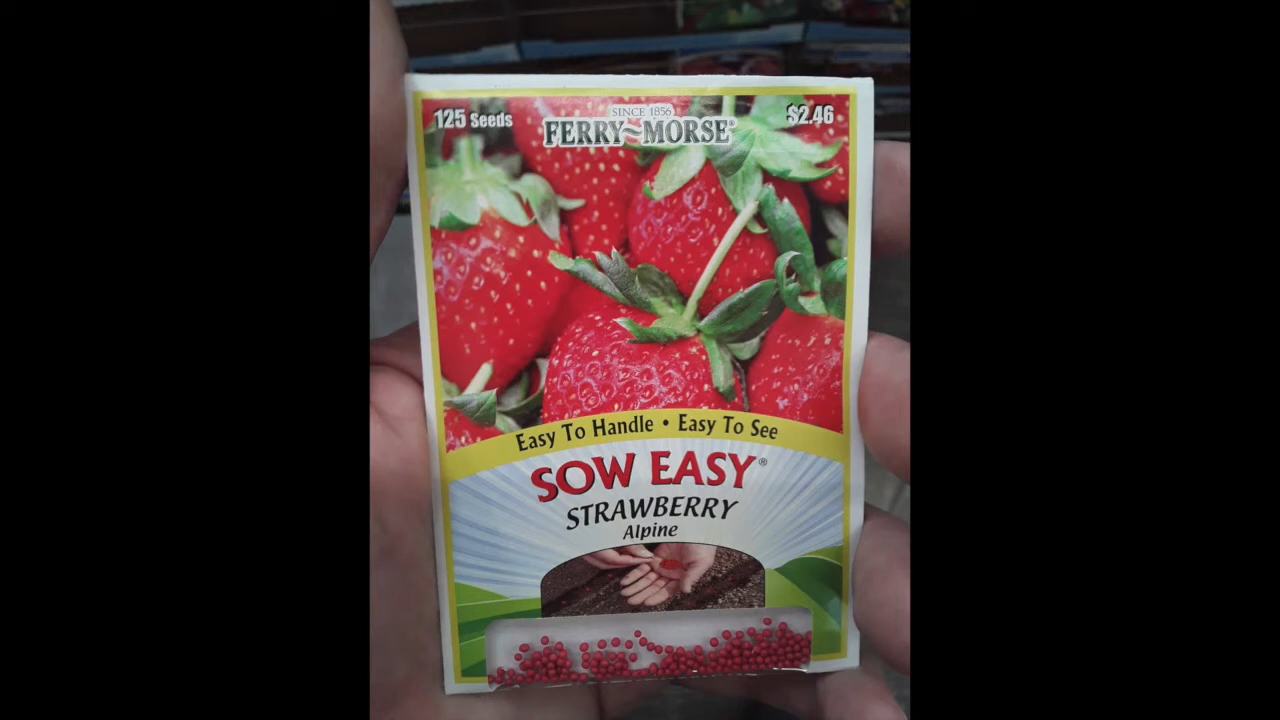 125 Seeds
SINCE 1856
FERRY~MORSE®
$2.46
Easy To Handle • Easy To See
SOW EASY®
STRAWBERRY
Alpine